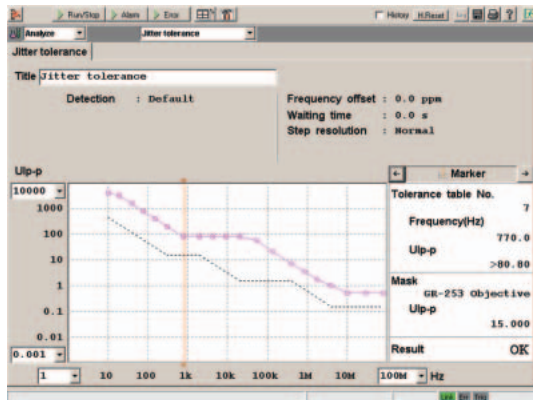 Run/Stop Alarm Error History H.Reset
Analyze Jitter tolerance
Jitter tolerance
Title Jitter tolerance
Detection : Default
Frequency offset : 0.0 ppm
Waiting time : 0.0 s
Step resolution : Normal
UIp-p
Marker
10000
1000
100
10
1
0.1
0.01
0.001
Tolerance table No.
7
Frequency(Hz)
770.0
UIp-p
>80.80
Mask
GR-253 Objective
UIp-p
15.000
Result OK
1 10 100 1k 10k 100k 1M 10M 100M Hz
Err